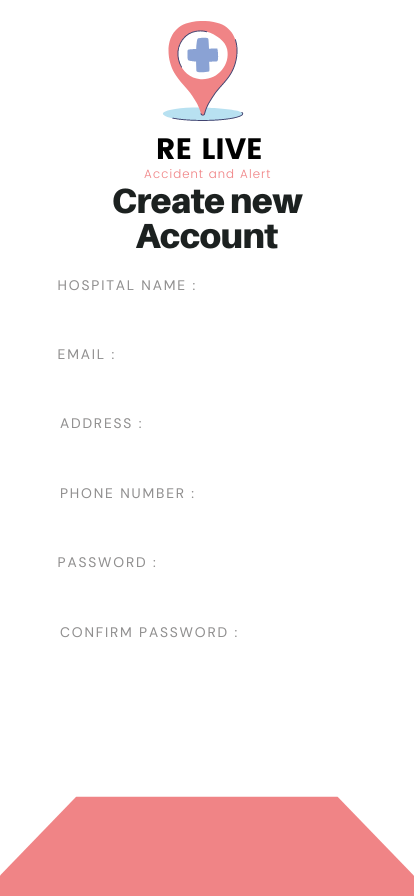 RE LIVE
Accident and Alert
Create new
Account
HOSPITAL NAME :
EMAIL :
ADDRESS :
PHONE NUMBER :
PASSWORD :
CONFIRM PASSWORD :